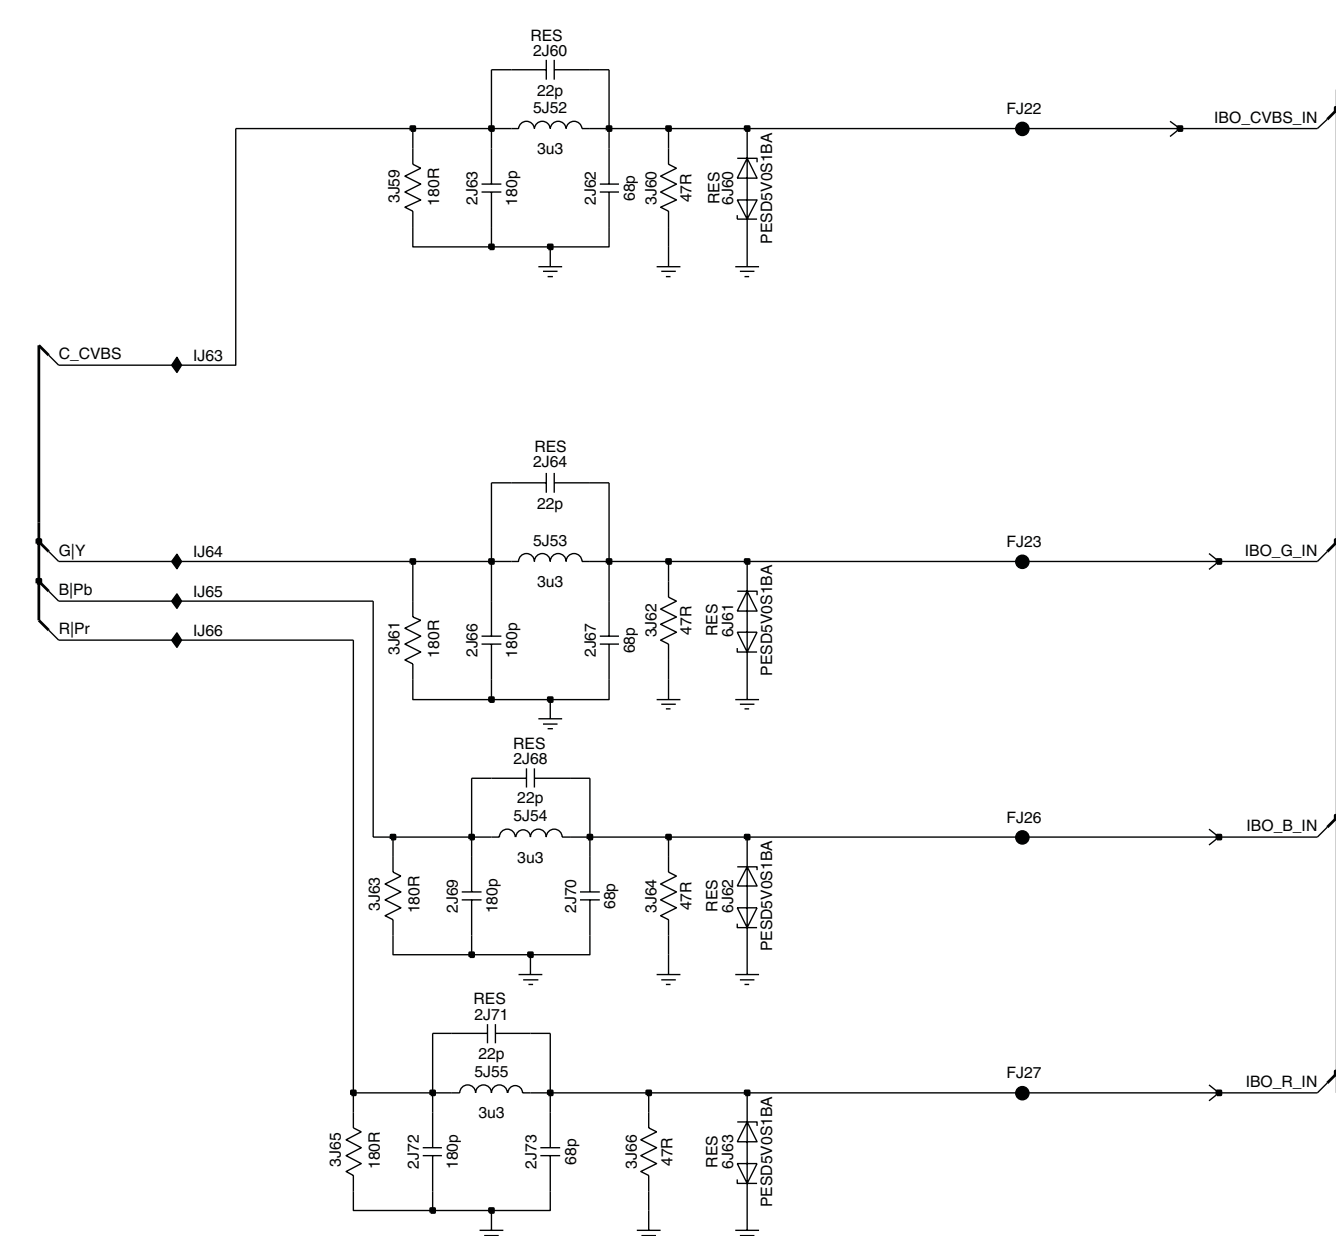 RES
2J60
22p
5J52
3u3
FJ22
IBO_CVBS_IN
3J59
180R
2J63
180p
2J62
68p
3J60
47R
RES
6J60
PESD5V0S1BA
C_CVBS
IJ63
RES
2J64
22p
5J53
3u3
FJ23
IBO_G_IN
G|Y
IJ64
B|Pb
IJ65
R|Pr
IJ66
3J61
180R
2J66
180p
2J67
68p
3J62
47R
RES
6J61
PESD5V0S1BA
RES
2J68
22p
5J54
3u3
FJ26
IBO_B_IN
3J63
180R
2J69
180p
2J70
68p
3J64
47R
RES
6J62
PESD5V0S1BA
RES
2J71
22p
5J55
3u3
FJ27
IBO_R_IN
3J65
180R
2J72
180p
2J73
68p
3J66
47R
RES
6J63
PESD5V0S1BA